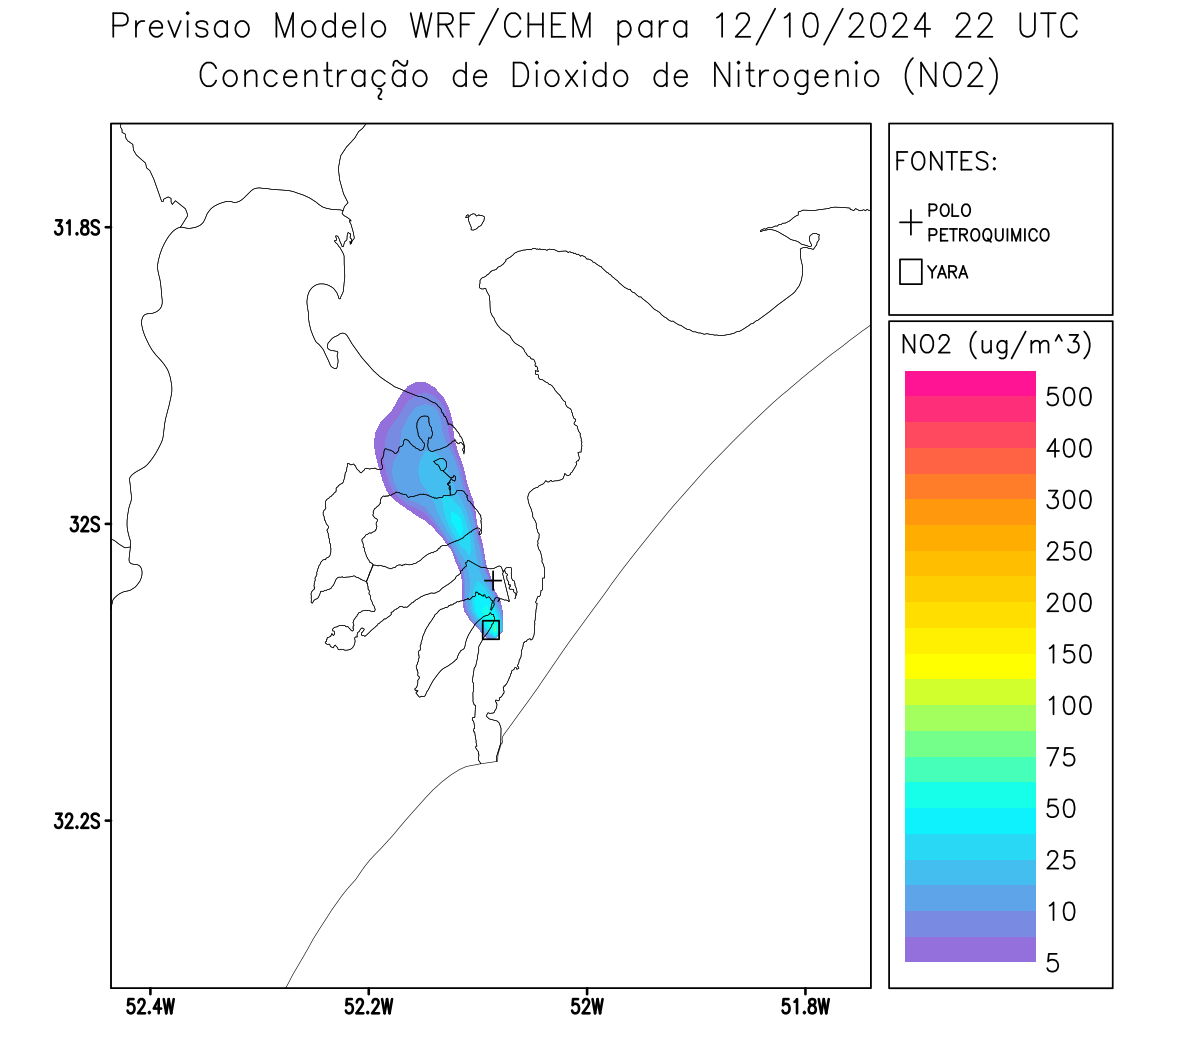 Previsao Modelo WRF/CHEM para 12/10/2024 22 UTC
Concentração de Dioxido de Nitrogenio (NO2)
FONTES:
POLO
PETROQUIMICO
YARA
NO2 (ug/m^3)
500
400
300
250
200
150
100
75
50
25
10
5
31.8S
32S
32.2S
52.4W
52.2W
52W
51.8W